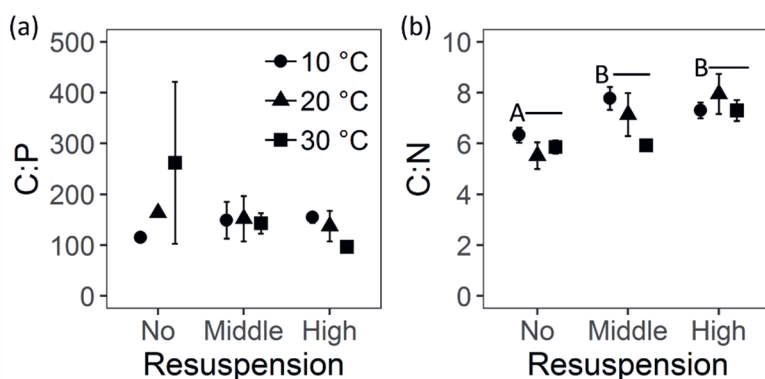 (a)
C:P
500
400
300
200
100
0
10 °C
20 °C
30 °C
No Middle High
Resuspension
(b)
C:N
10
8
6
4
2
0
A
B
B
No Middle High
Resuspension